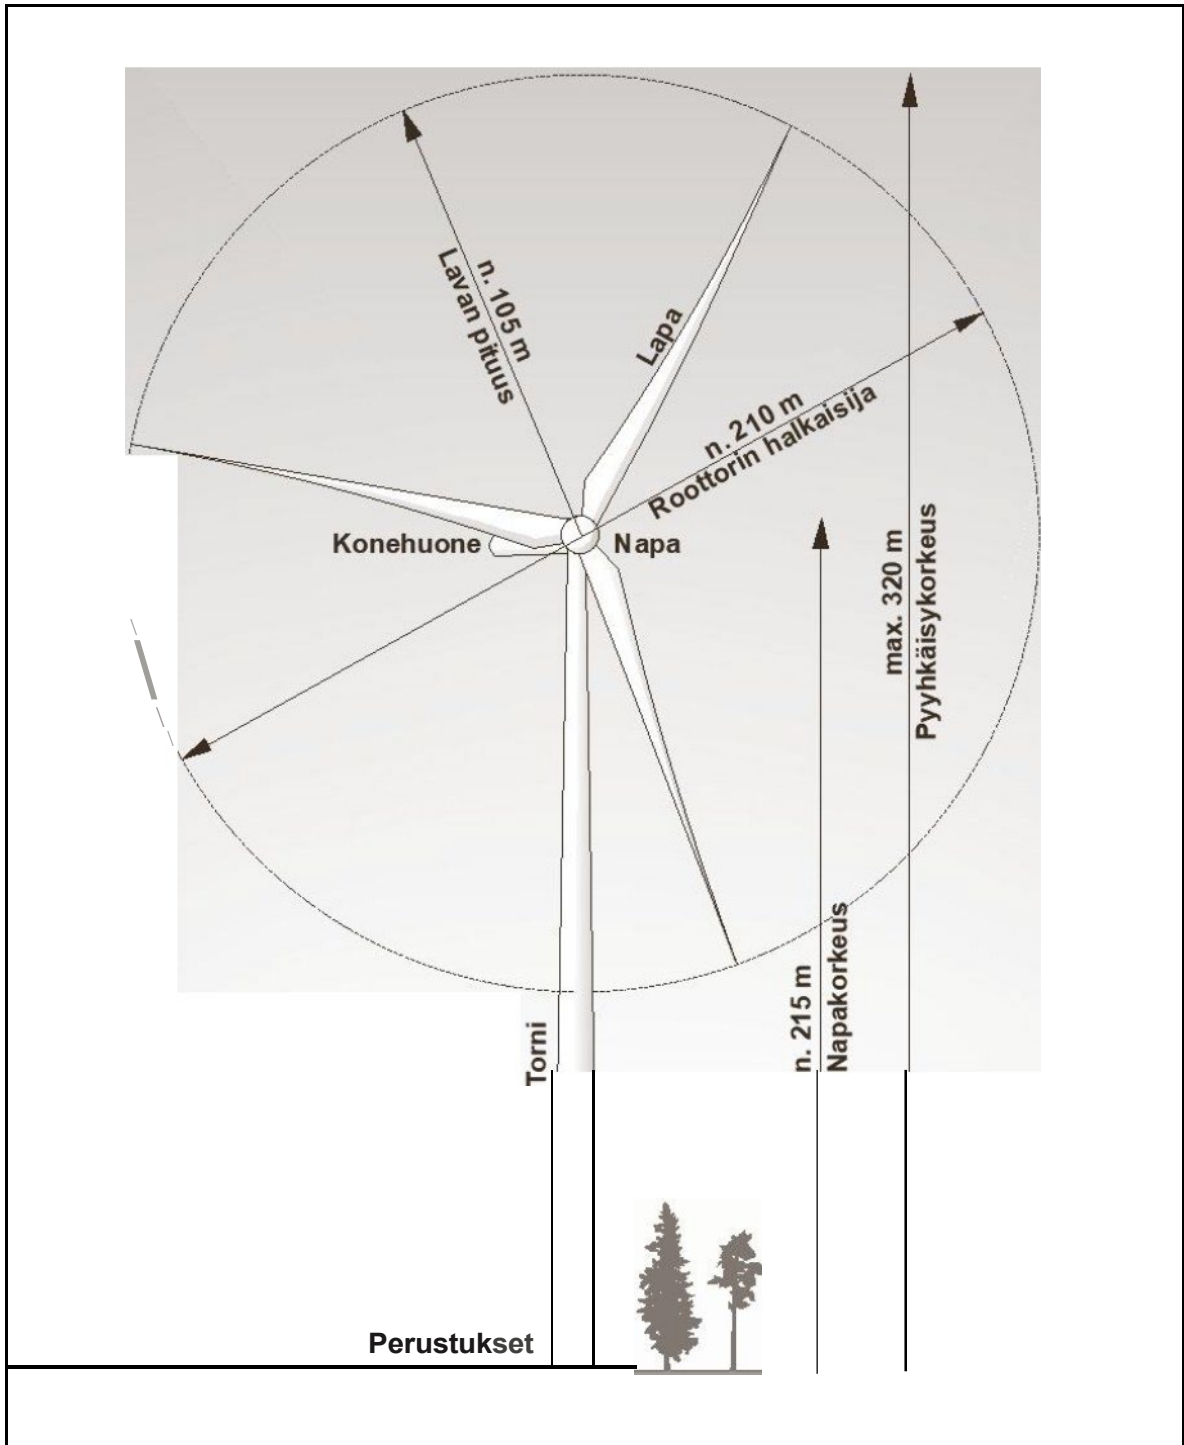 n. 105 m
Lavan pituus
Lapa
n. 210 m
Roottorin halkaisija
Konehuone
Napa
max. 320 m
Pyyhkäisykorkeus
n. 215 m
Napakorkeus
Torni
Perustukset